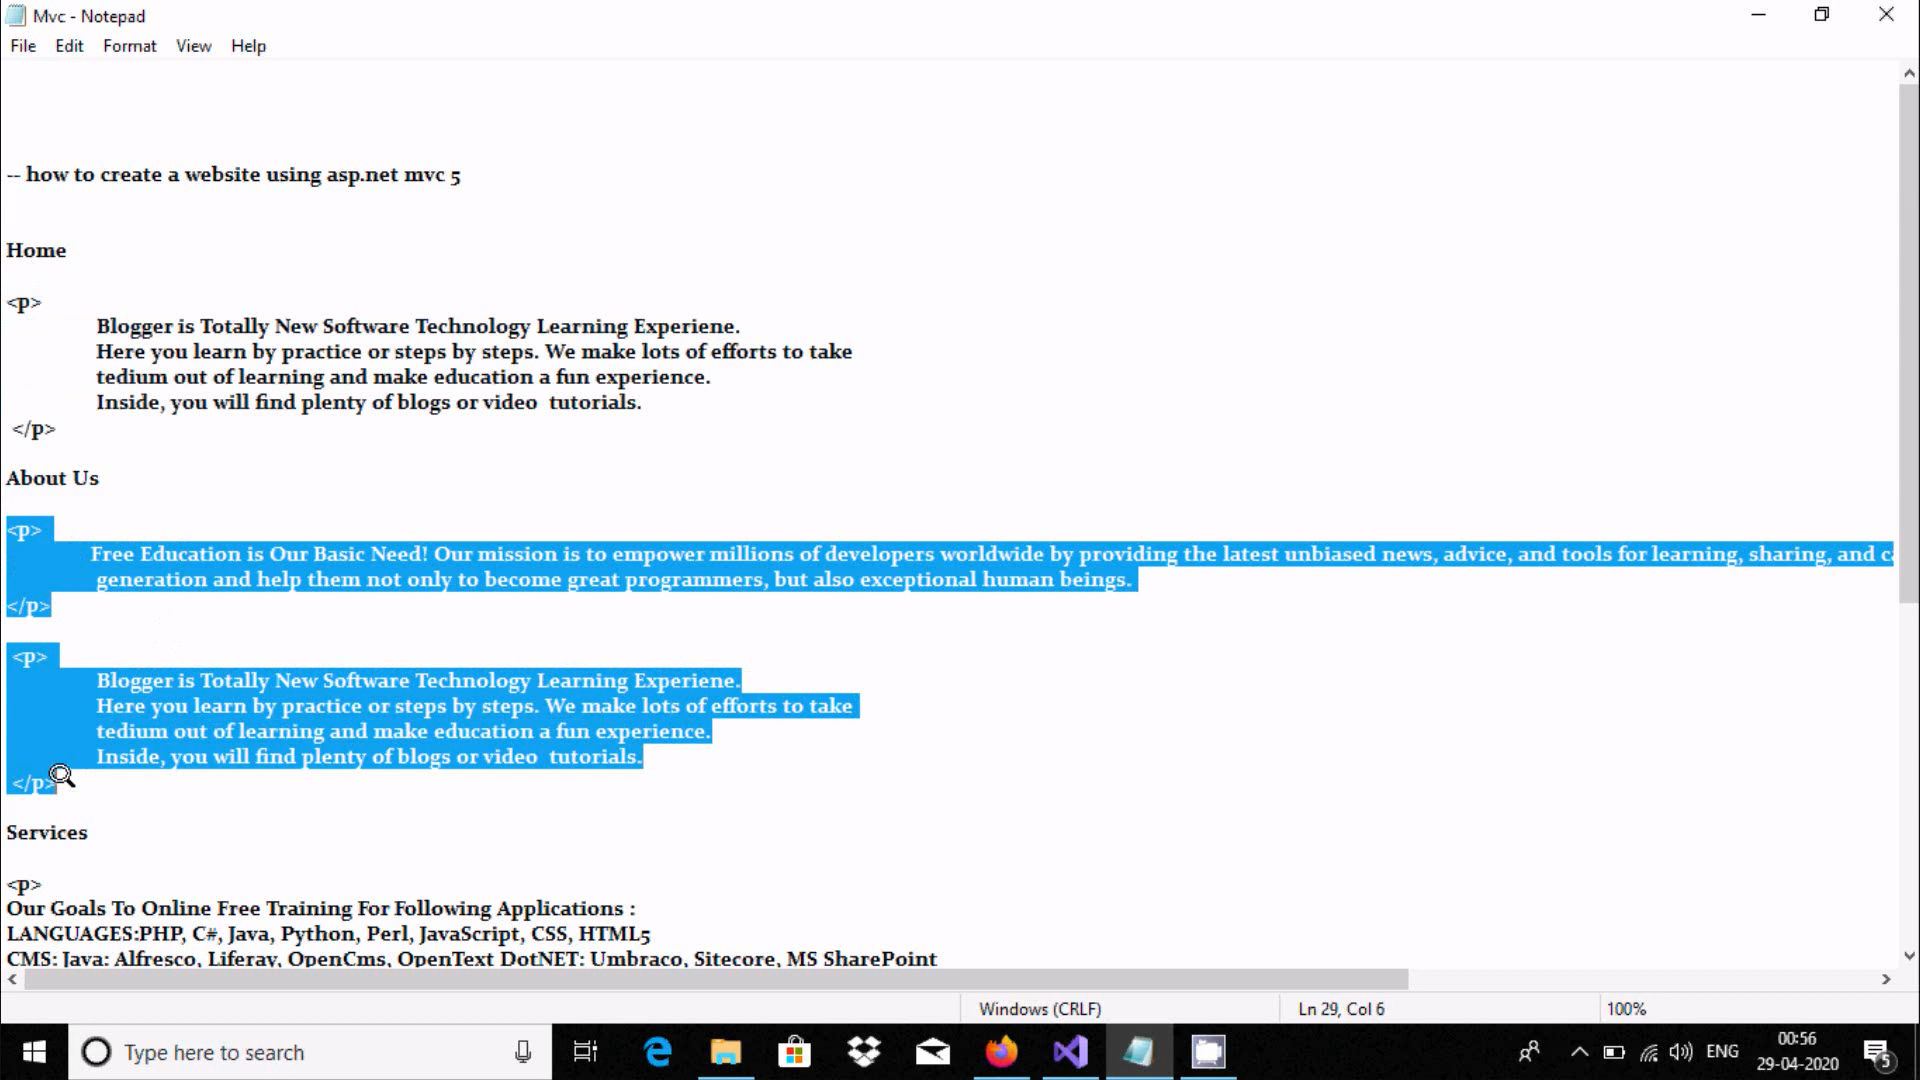 Mvc - Notepad
File Edit Format View Help
-- how to create a website using asp.net mvc 5
Home
<p>
Blogger is Totally New Software Technology Learning Experiene.
Here you learn by practice or steps by steps. We make lots of efforts to take
tedium out of learning and make education a fun experience.
Inside, you will find plenty of blogs or video  tutorials.
</p>
About Us
<p>
Free Education is Our Basic Need! Our mission is to empower millions of developers worldwide by providing the latest unbiased news, advice, and tools for learning, sharing, and
generation and help them not only to become great programmers, but also exceptional human beings.
</p>
<p>
Blogger is Totally New Software Technology Learning Experiene.
Here you learn by practice or steps by steps. We make lots of efforts to take
tedium out of learning and make education a fun experience.
Inside, you will find plenty of blogs or video  tutorials.
</p>
Services
<p>
Our Goals To Online Free Training For Following Applications :
LANGUAGES:PHP, C#, Java, Python, Perl, JavaScript, CSS, HTML5
CMS: Java: Alfresco, Liferay, OpenCms, OpenText DotNET: Umbraco, Sitecore, MS SharePoint
Windows (CRLF) Ln 29, Col 6 100%
Type here to search
ENG
00:56
29-04-2020
5